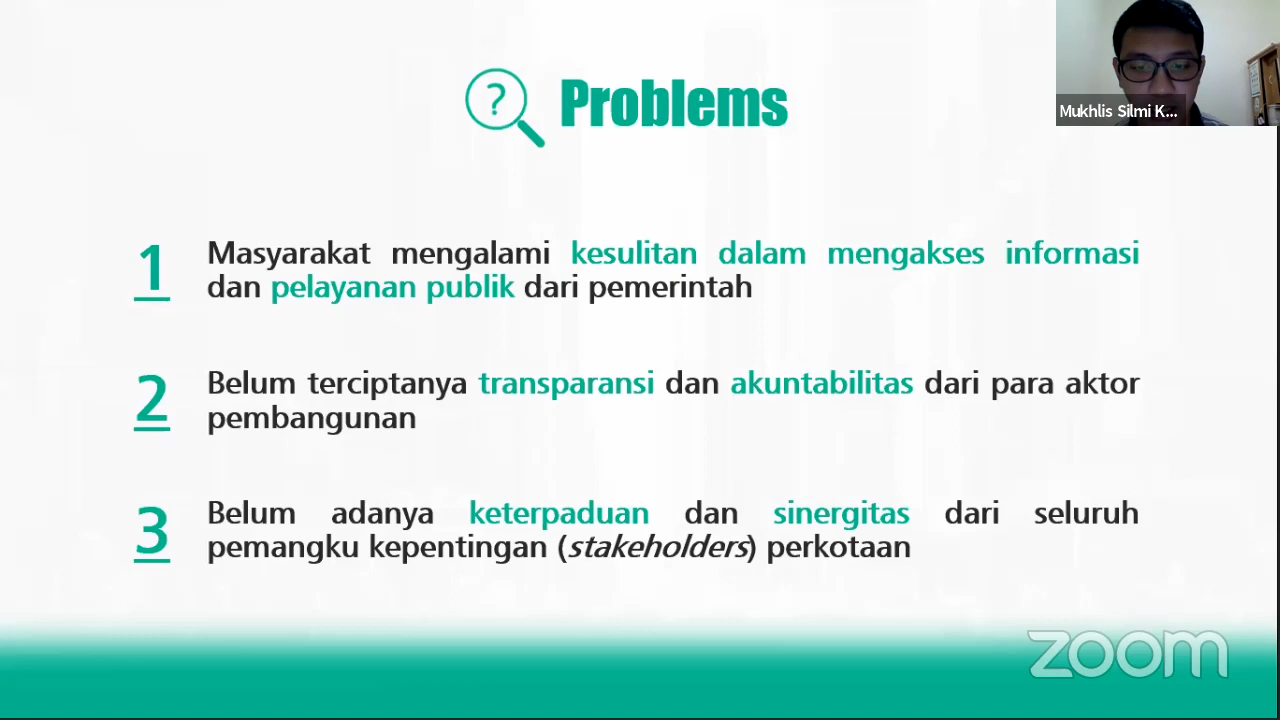 ? Problems
Mukhlis Silmi K...
1 Masyarakat mengalami kesulitan dalam mengakses informasi
dan pelayanan publik dari pemerintah
2 Belum terciptanya transparansi dan akuntabilitas dari para aktor
pembangunan
3 Belum adanya keterpaduan dan sinergitas dari seluruh
pemangku kepentingan (stakeholders) perkotaan
zoom